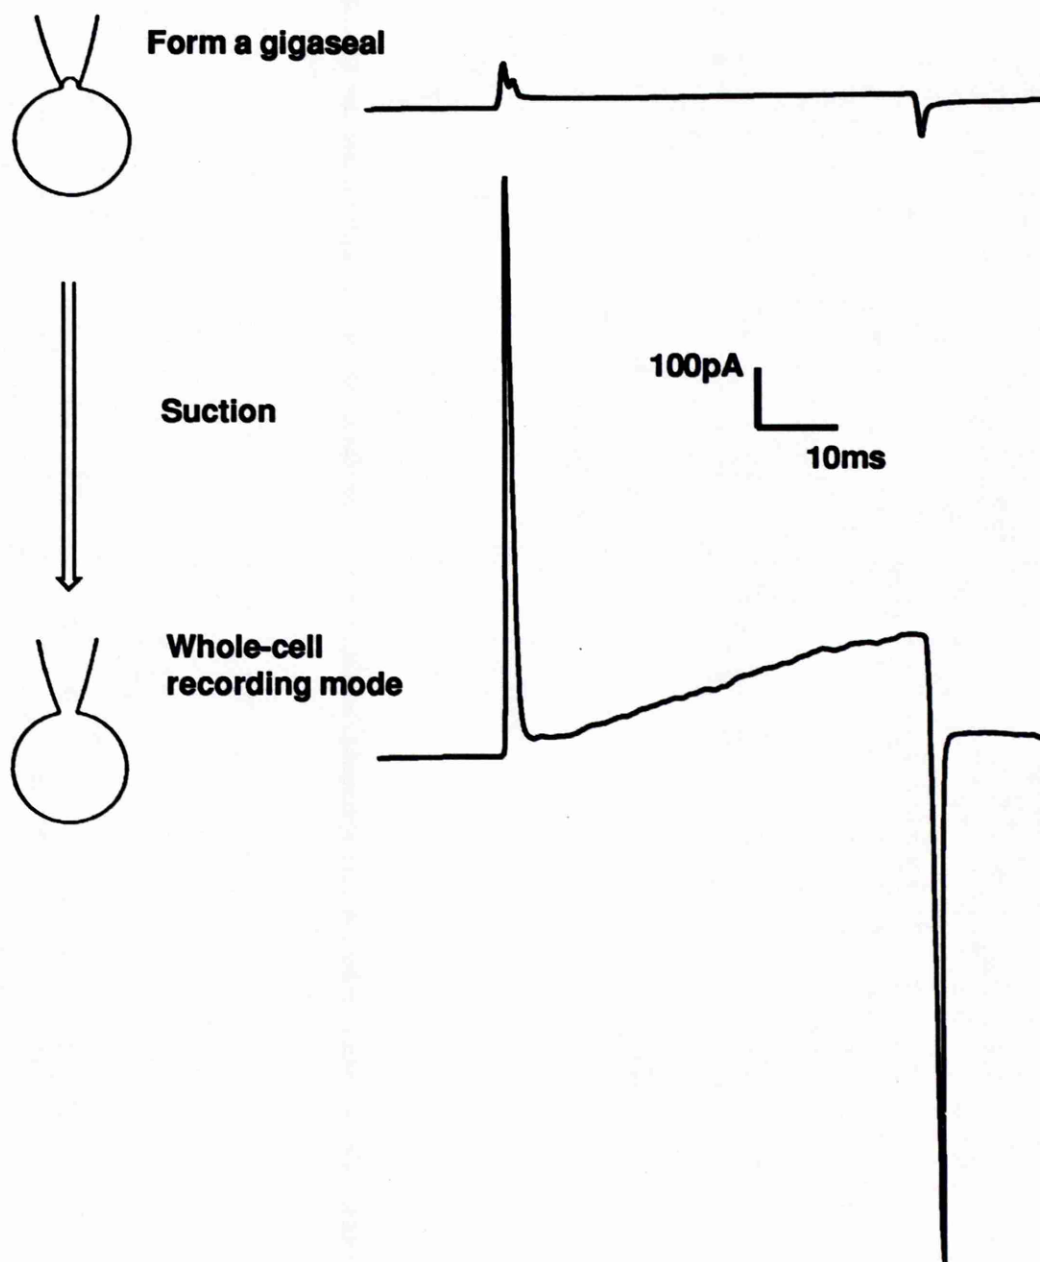 Form a gigaseal
100pA
Suction
10ms
Whole-cell
recording mode